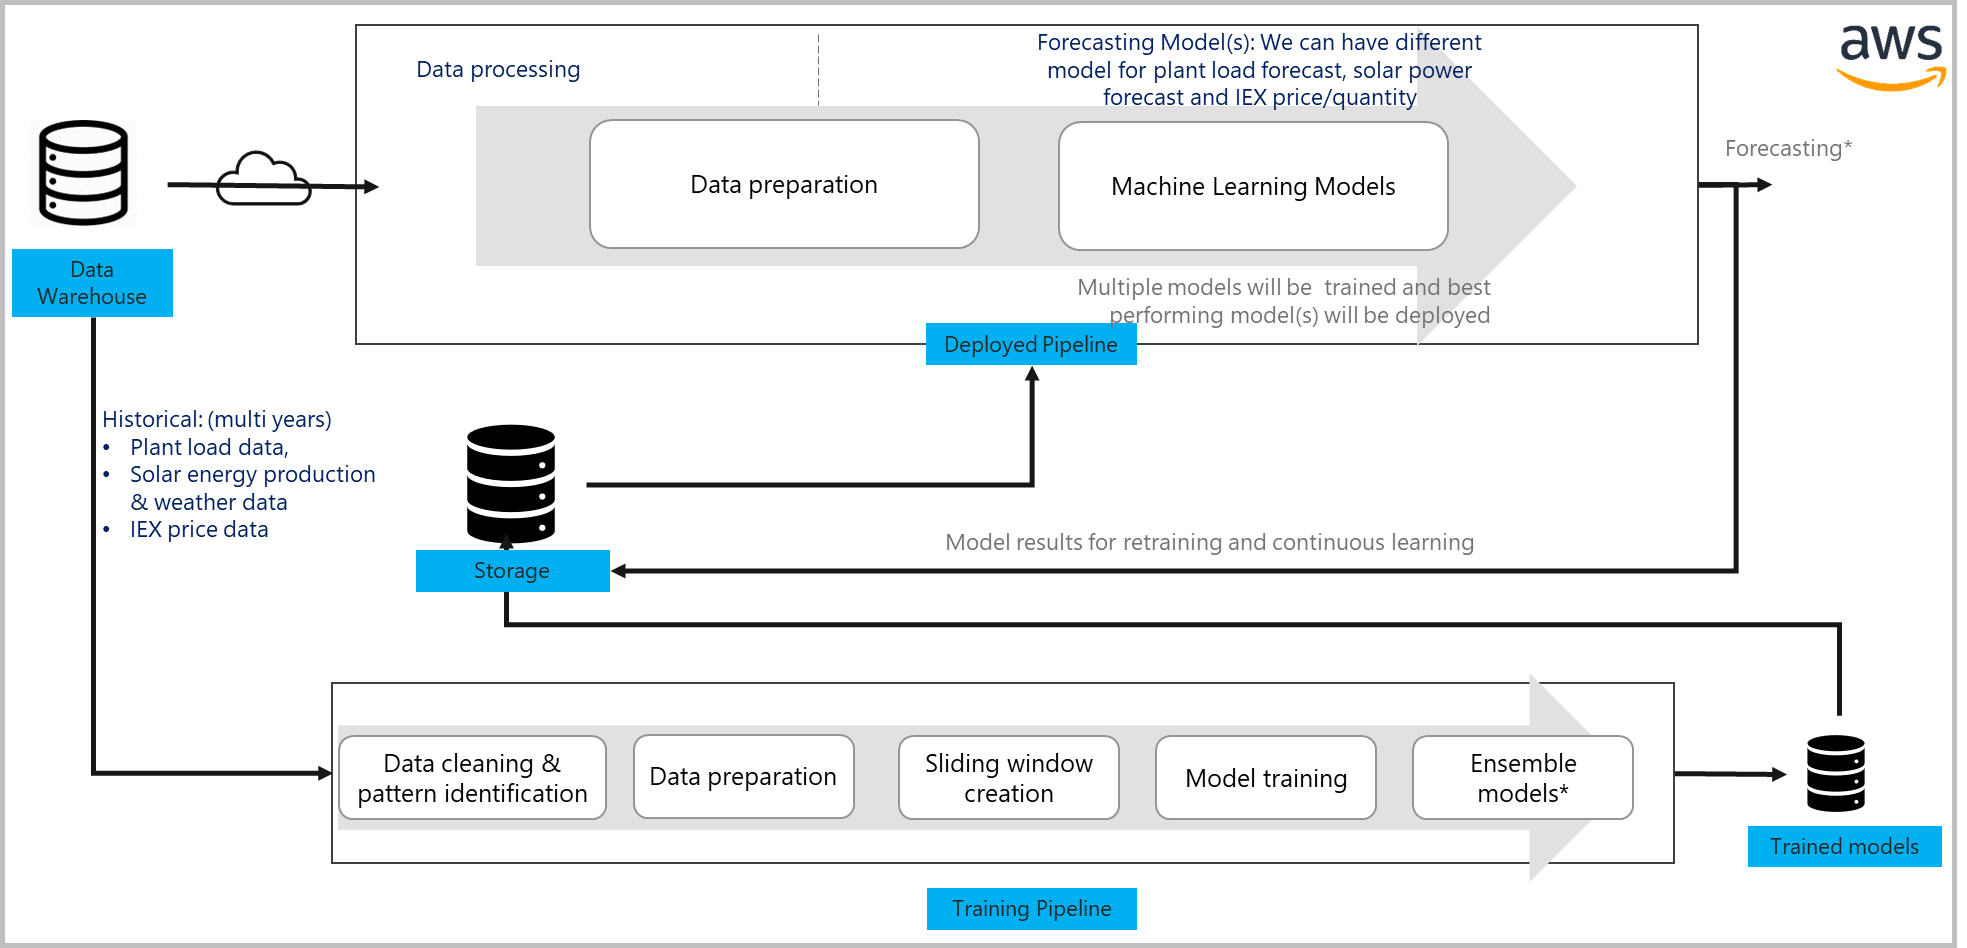 aws
Data processing
Forecasting Model(s): We can have different
model for plant load forecast, solar power
forecast and IEX price/quantity
Data preparation
Machine Learning Models
Forecasting*
Data
Warehouse
Multiple models will be trained and best
performing model(s) will be deployed
Deployed Pipeline
Historical: (multi years)
• Plant load data,
• Solar energy production
& weather data
• IEX price data
Model results for retraining and continuous learning
Storage
Data cleaning &
pattern identification
Data preparation
Sliding window
creation
Model training
Ensemble
models*
Trained models
Training Pipeline